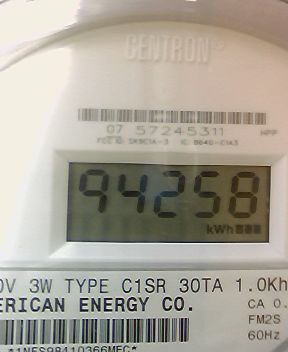 CENTRON®
07 57245311 HPP
94258
kWh
0V 3W TYPE C1SR 30TA 1.0Kh
ERICAN ENERGY CO.
CA 0.
FM2S
60Hz